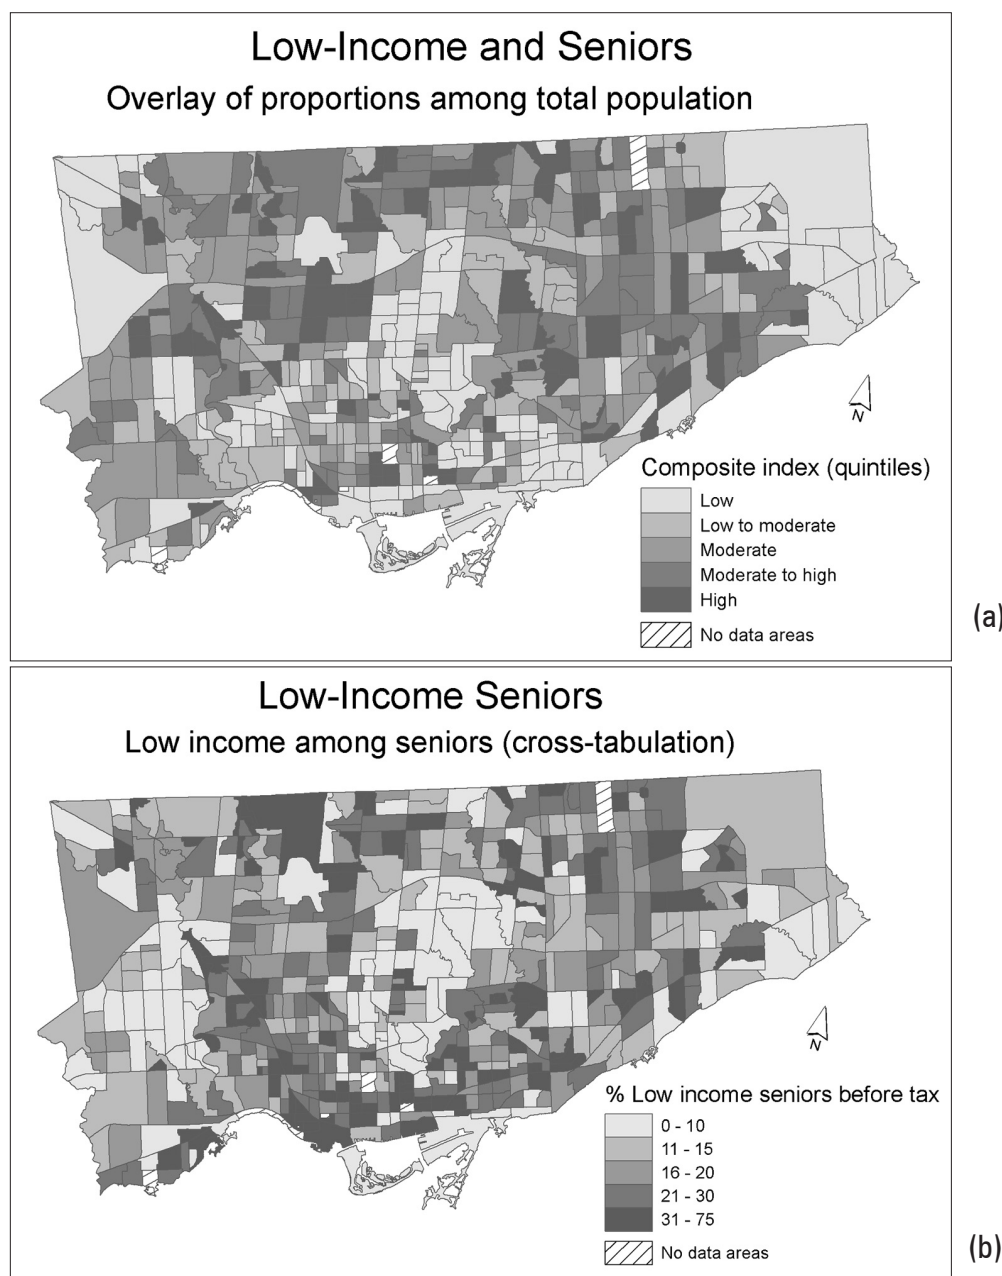 Low-Income and Seniors
Overlay of proportions among total population
N
Composite index (quintiles)
Low
Low to moderate
Moderate
Moderate to high
High
No data areas
(a)
Low-Income Seniors
Low income among seniors (cross-tabulation)
N
% Low income seniors before tax
0 - 10
11 - 15
16 - 20
21 - 30
31 - 75
No data areas
(b)